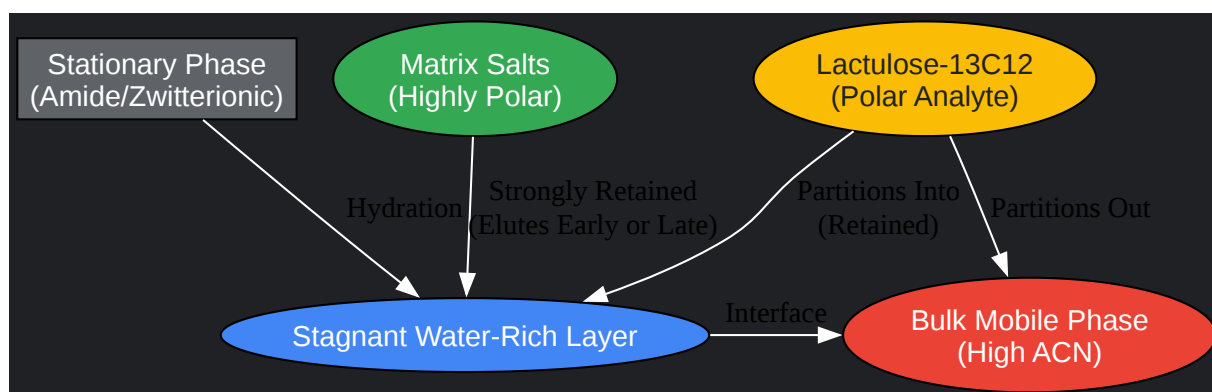 Stationary Phase
(Amide/Zwitterionic)
Matrix Salts
(Highly Polar)
Lactulose-13C12
(Polar Analyte)
Hydration
Strongly Retained
(Elutes Early or Late)
Partitions Into
(Retained)
Partitions Out
Stagnant Water-Rich Layer
Interface
Bulk Mobile Phase
(High ACN)